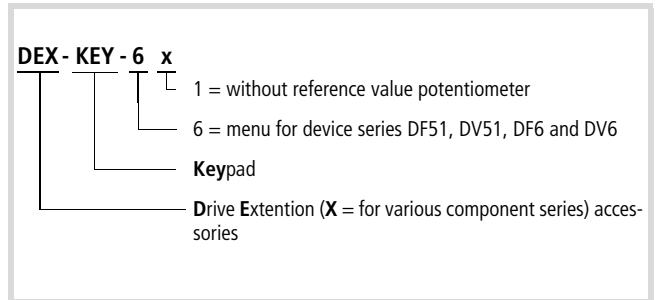 DEX - KEY - 6 x
1 = without reference value potentiometer
6 = menu for device series DF51, DV51, DF6 and DV6
Keypad
Drive Extention (X = for various component series) acces-
sories